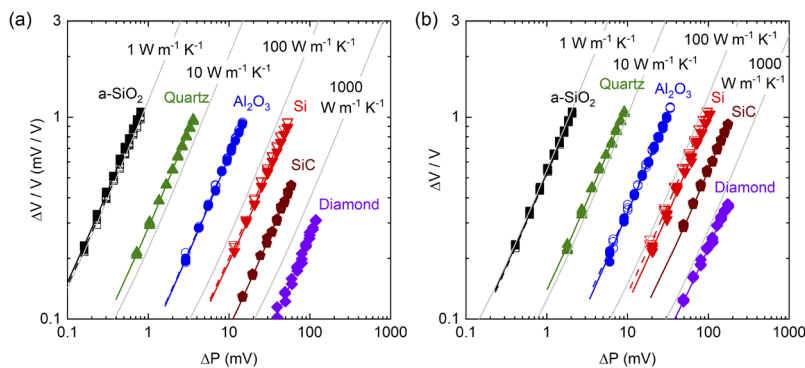 (a)
3
1
0.1
ΔV / V (mV / V)
1 W m⁻¹ K⁻¹
10 W m⁻¹ K⁻¹
100 W m⁻¹ K⁻¹
1000
W m⁻¹ K⁻¹
a-SiO₂
Quartz
Al₂O₃
Si
SiC
Diamond
0.1 1 10 100 1000
ΔP (mV)
(b)
3
1
0.1
ΔV / V
1 W m⁻¹ K⁻¹
10 W m⁻¹ K⁻¹
100 W m⁻¹ K⁻¹
1000
W m⁻¹ K⁻¹
a-SiO₂
Quartz
Al₂O₃
Si
SiC
Diamond
0.1 1 10 100 1000
ΔP (mV)